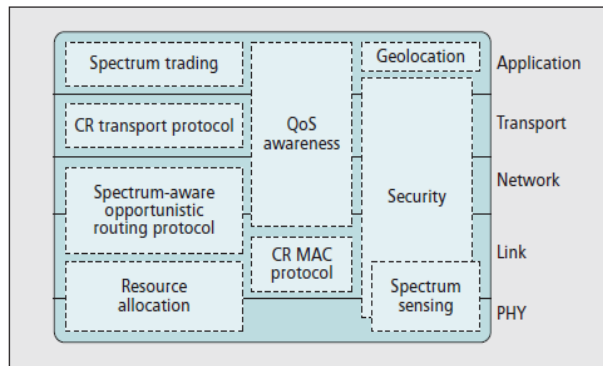 Spectrum trading
Geolocation
Application
CR transport protocol
QoS
awareness
Transport
Spectrum-aware
opportunistic
routing protocol
Security
Network
CR MAC
protocol
Link
Resource
allocation
Spectrum
sensing
PHY